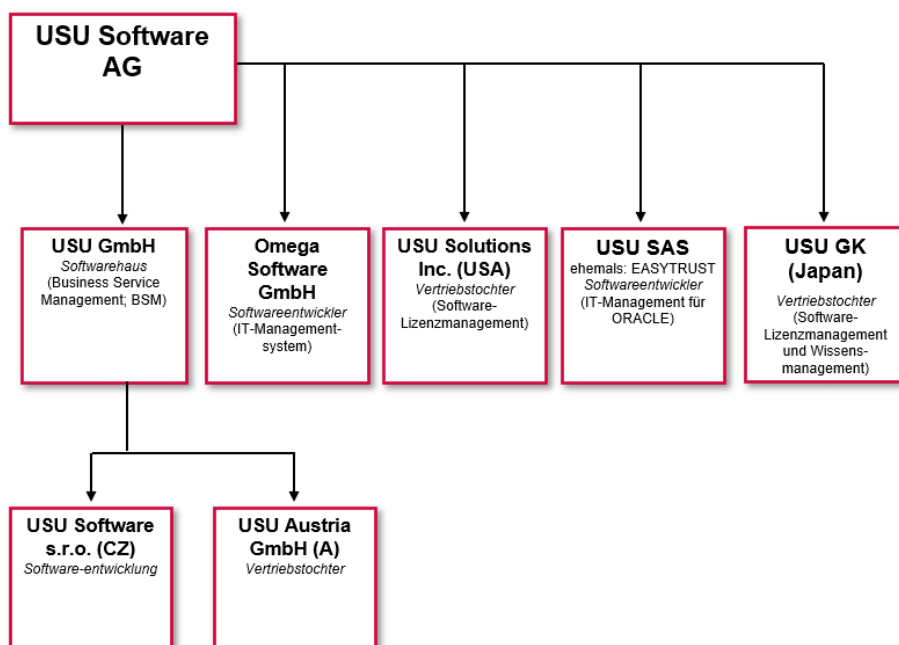 USU Software
AG
USU GmbH
Softwarehaus
(Business Service
Management; BSM)
Omega
Software
GmbH
Softwareentwickler
(IT-Management-
system)
USU Solutions
Inc. (USA)
Vertriebstochter
(Software-
Lizenzmanagement)
USU SAS
ehemals: EASYTRUST
Softwareentwickler
(IT-Management für
ORACLE)
USU GK
(Japan)
Vertriebstochter
(Software-
Lizenzmanagement
und Wissens-
management)
USU Software
s.r.o. (CZ)
Software-entwicklung
USU Austria
GmbH (A)
Vertriebstochter